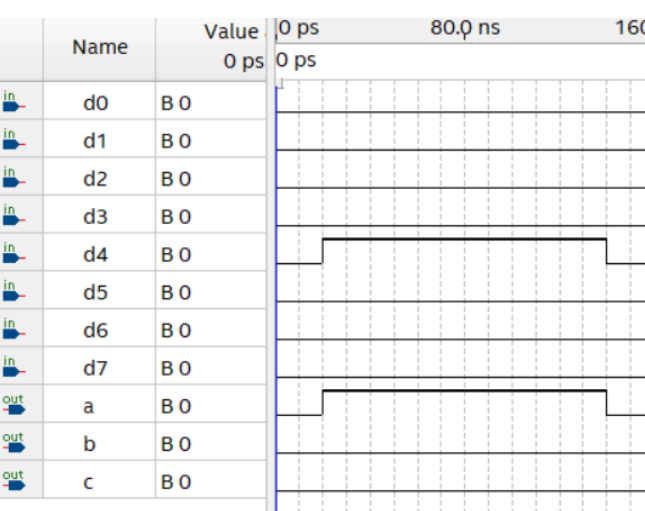 Name Value 0 ps 80.0 ns
0 ps 0 ps
in d0 B 0
in d1 B 0
in d2 B 0
in d3 B 0
in d4 B 0
in d5 B 0
in d6 B 0
in d7 B 0
out a B 0
out b B 0
out c B 0